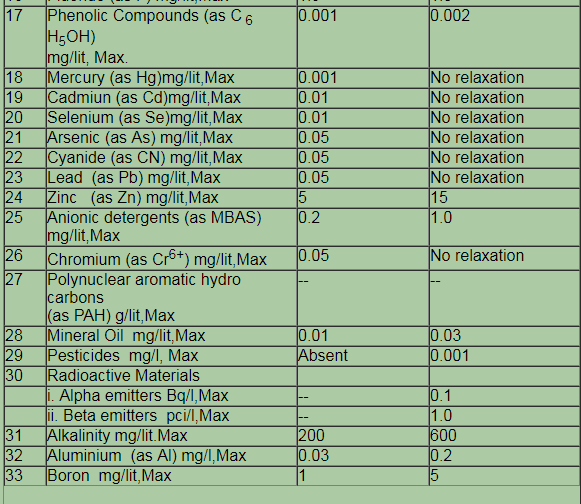 17 Phenolic Compounds (as C 6 0.001 0.002
H5OH)
mg/lit, Max.
18 Mercury (as Hg)mg/lit,Max 0.001 No relaxation
19 Cadmiun (as Cd)mg/lit,Max 0.01 No relaxation
20 Selenium (as Se)mg/lit,Max 0.01 No relaxation
21 Arsenic (as As) mg/lit,Max 0.05 No relaxation
22 Cyanide (as CN) mg/lit,Max 0.05 No relaxation
23 Lead (as Pb) mg/lit,Max 0.05 No relaxation
24 Zinc (as Zn) mg/lit,Max 5 15
25 Anionic detergents (as MBAS) 0.2 1.0
mg/lit,Max
26 Chromium (as Cr6+) mg/lit,Max 0.05 No relaxation
27 Polynuclear aromatic hydro -- --
carbons
(as PAH) g/lit,Max
28 Mineral Oil mg/lit,Max 0.01 0.03
29 Pesticides mg/l, Max Absent 0.001
30 Radioactive Materials
i. Alpha emitters Bq/l,Max -- 0.1
ii. Beta emitters pci/l,Max -- 1.0
31 Alkalinity mg/lit.Max 200 600
32 Aluminium (as Al) mg/l,Max 0.03 0.2
33 Boron mg/lit,Max 1 5